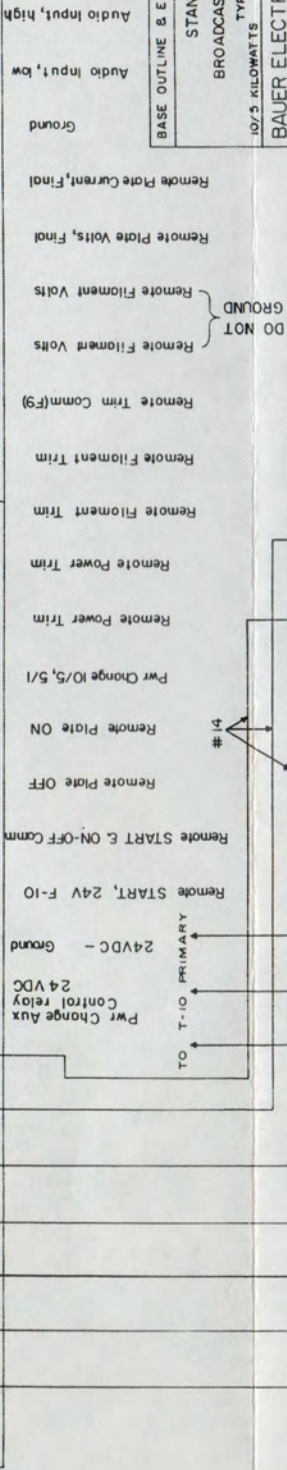 Audio Input, high
Audio Input, low
Ground
Remote Plate Current, Final
Remote Plate Volts, Final
Remote Filament Volts
Remote Filament Volts
DO NOT
GROUND
Remote Trim Comm(F9)
Remote Filament Trim
Remote Filament Trim
Remote Power Trim
Remote Power Trim
Pwr Change 10/5, 5/1
Remote Plate ON
Remote Plate OFF
Remote START & ON-OFF Comm
Remote START, 24V F-10
24VDC - Ground
Pwr Change Aux
Control relay
24 VDC
TO T-10 PRIMARY
#14
BASE OUTLINE & E
STAN
BROADCAS
TYP
10/5 KILOWATTS
BAUER ELECTR